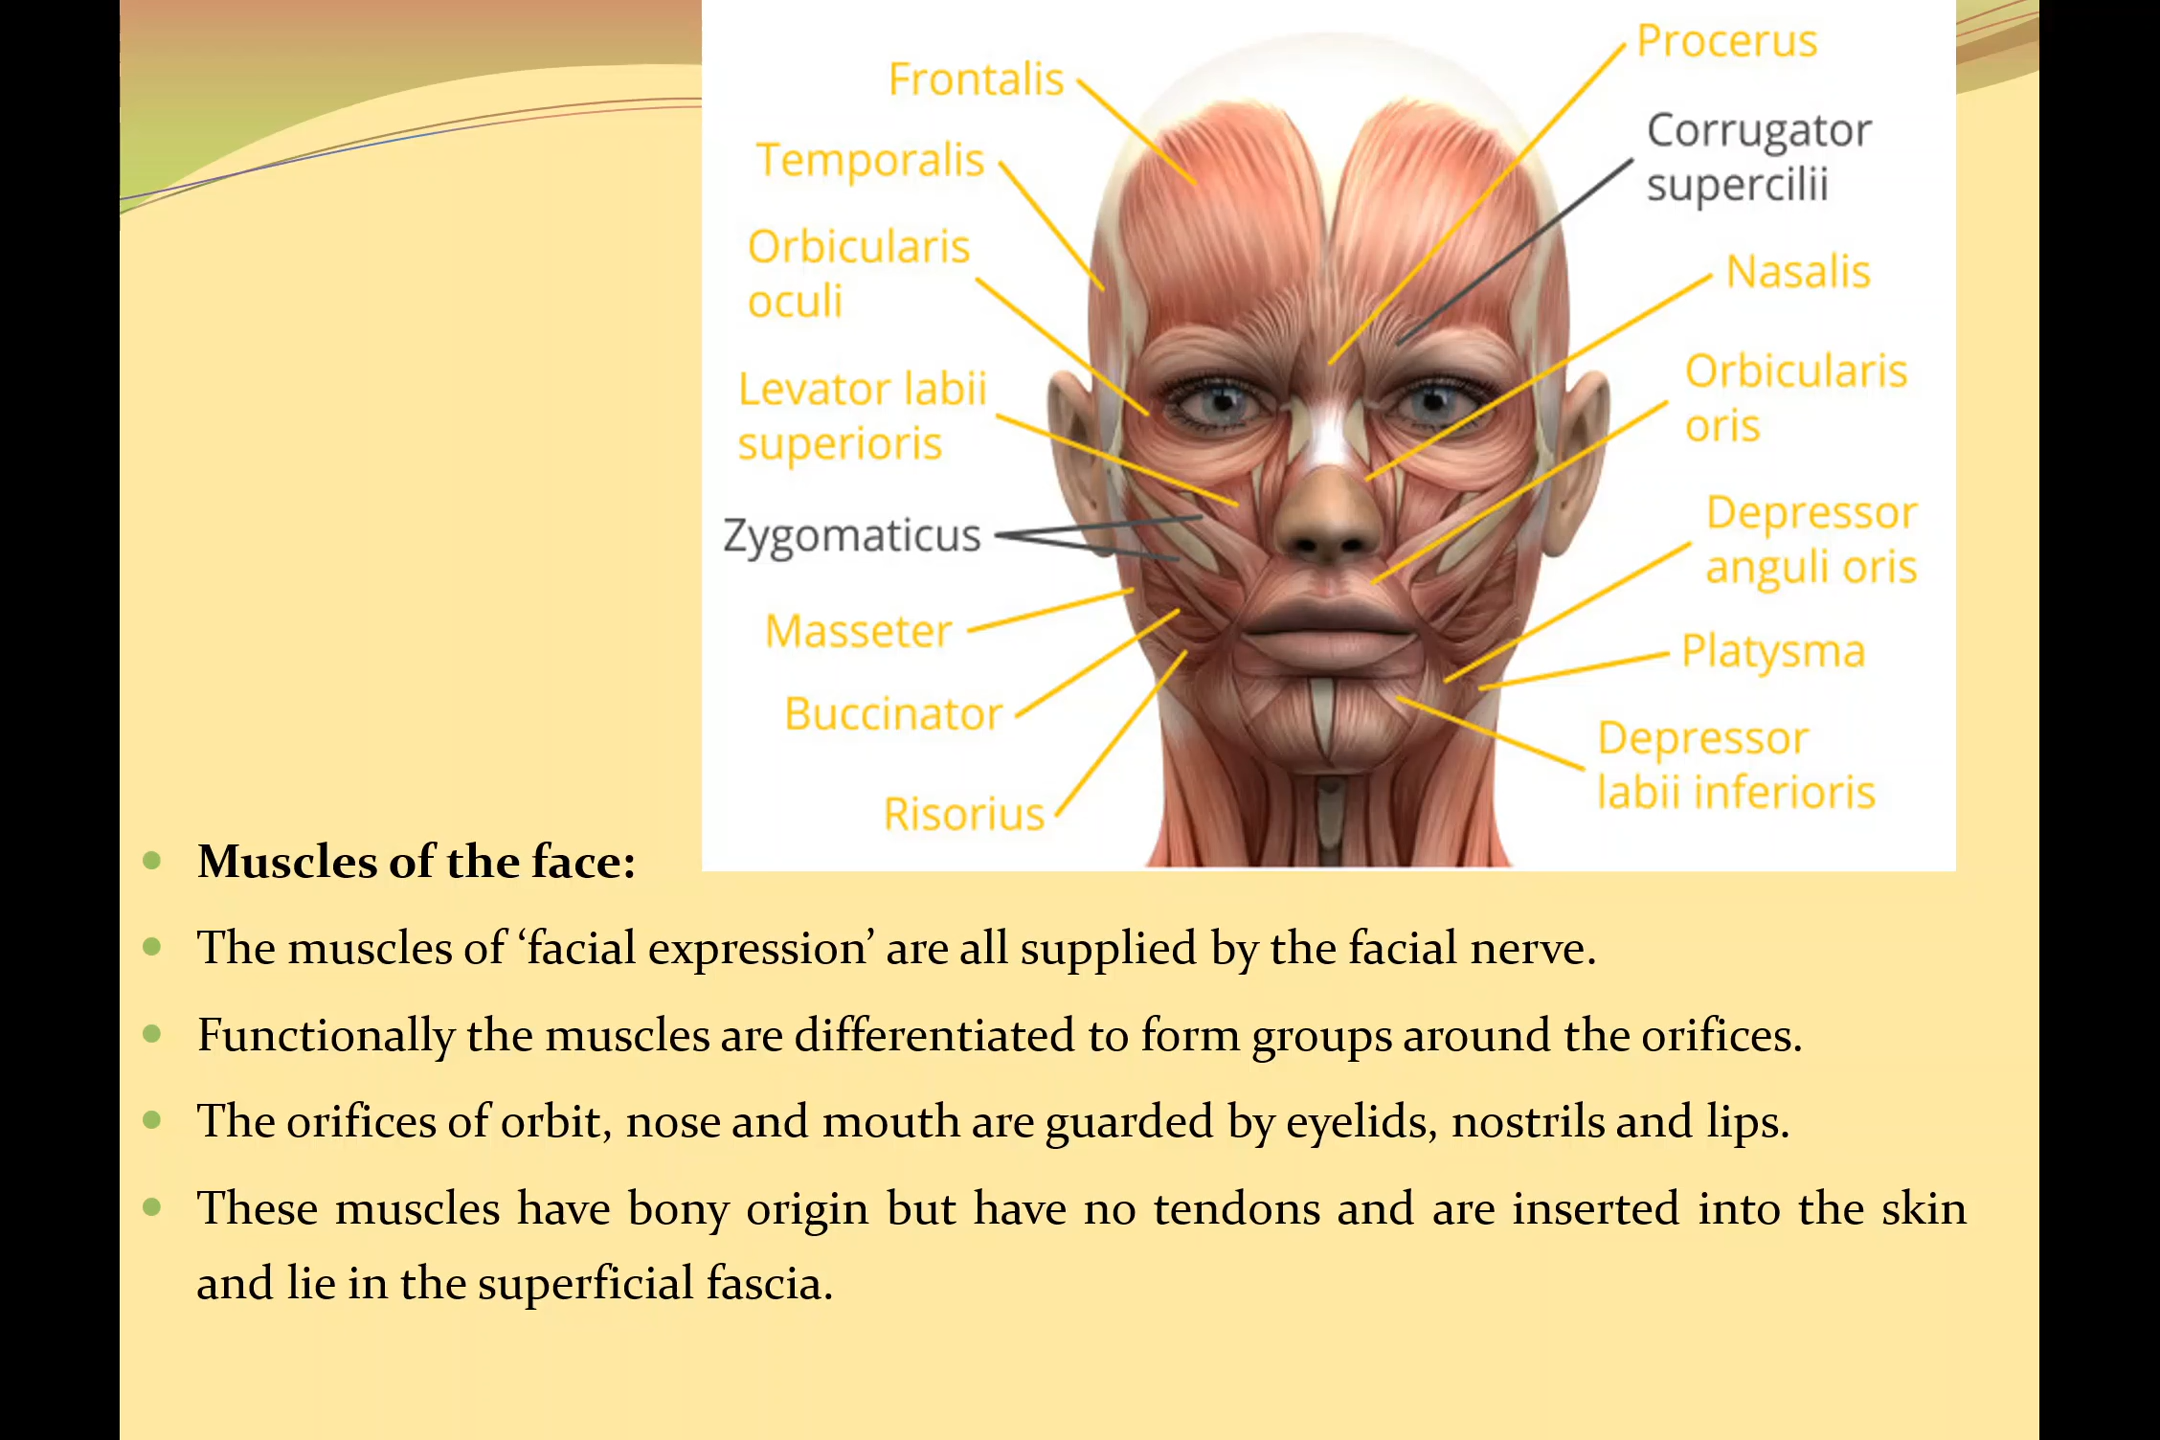 Frontalis
Temporalis
Orbicularis
oculi
Levator labii
superioris
Zygomaticus
Masseter
Buccinator
Risorius
Procerus
Corrugator
supercilii
Nasalis
Orbicularis
oris
Depressor
anguli oris
Platysma
Depressor
labii inferioris
• Muscles of the face:
• The muscles of ‘facial expression’ are all supplied by the facial nerve.
• Functionally the muscles are differentiated to form groups around the orifices.
• The orifices of orbit, nose and mouth are guarded by eyelids, nostrils and lips.
• These muscles have bony origin but have no tendons and are inserted into the skin
and lie in the superficial fascia.